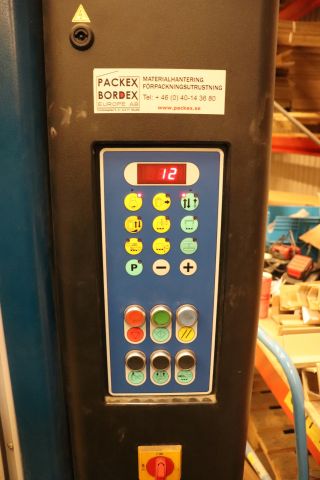 PACKEX
BORDEX
EUROPE AB
MATERIALHANTERING
FÖRPACKNINGSUTRUSTNING
Tel: + 46 (0) 40-14 36 80
www.packex.se
12
P